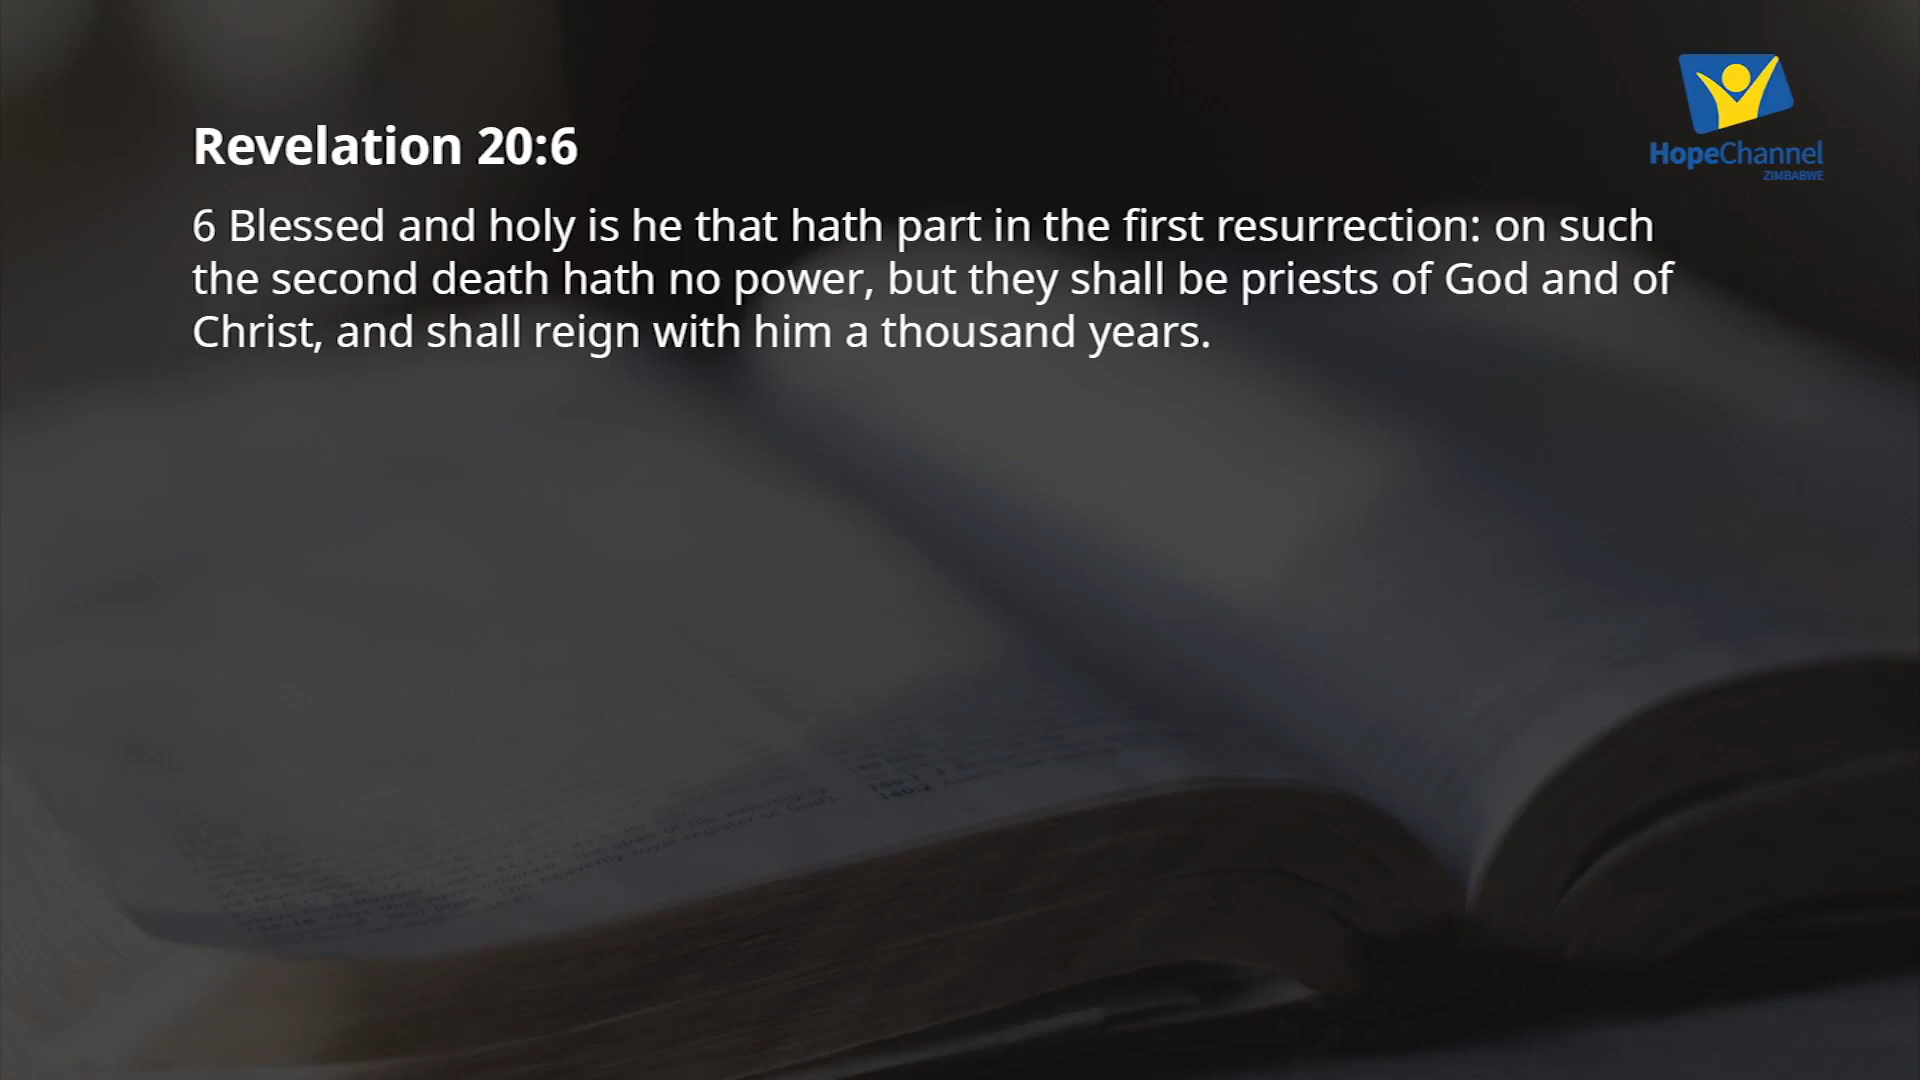 Revelation 20:6
6 Blessed and holy is he that hath part in the first resurrection: on such
the second death hath no power, but they shall be priests of God and of
Christ, and shall reign with him a thousand years.
HopeChannel
ZIMBABWE